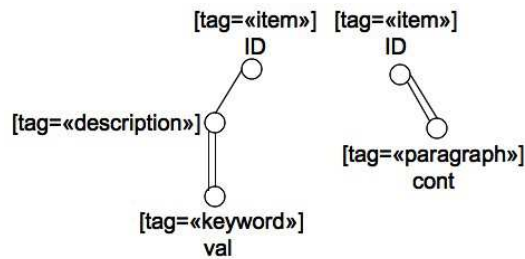 [tag=«item»] [tag=«item»]
ID ID
[tag=«description»]
[tag=«paragraph»]
cont
[tag=«keyword»]
val